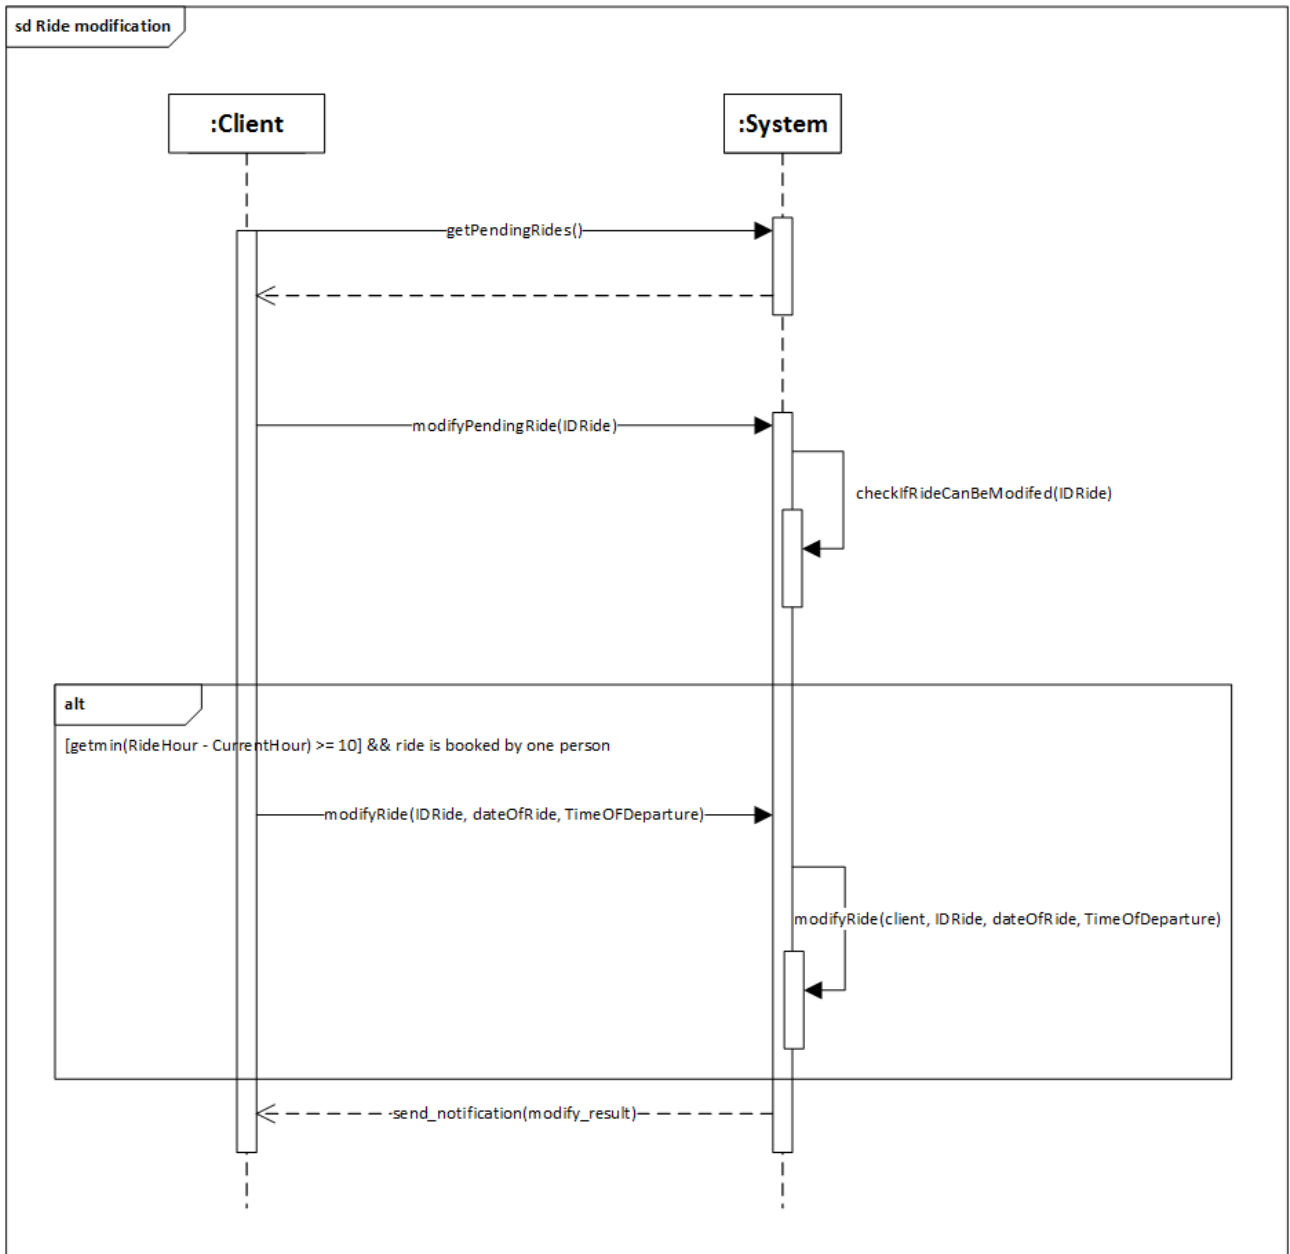 sd Ride modification
:Client
:System
getPendingRides()
modifyPendingRide(IDRide)
checkIfRideCanBeModifed(IDRide)
alt
[getmin(RideHour - CurrentHour) >= 10] && ride is booked by one person
modifyRide(IDRide, dateOfRide, TimeOFDeparture)
modifyRide(client, IDRide, dateOfRide, TimeOfDeparture)
send_notification(modify_result)